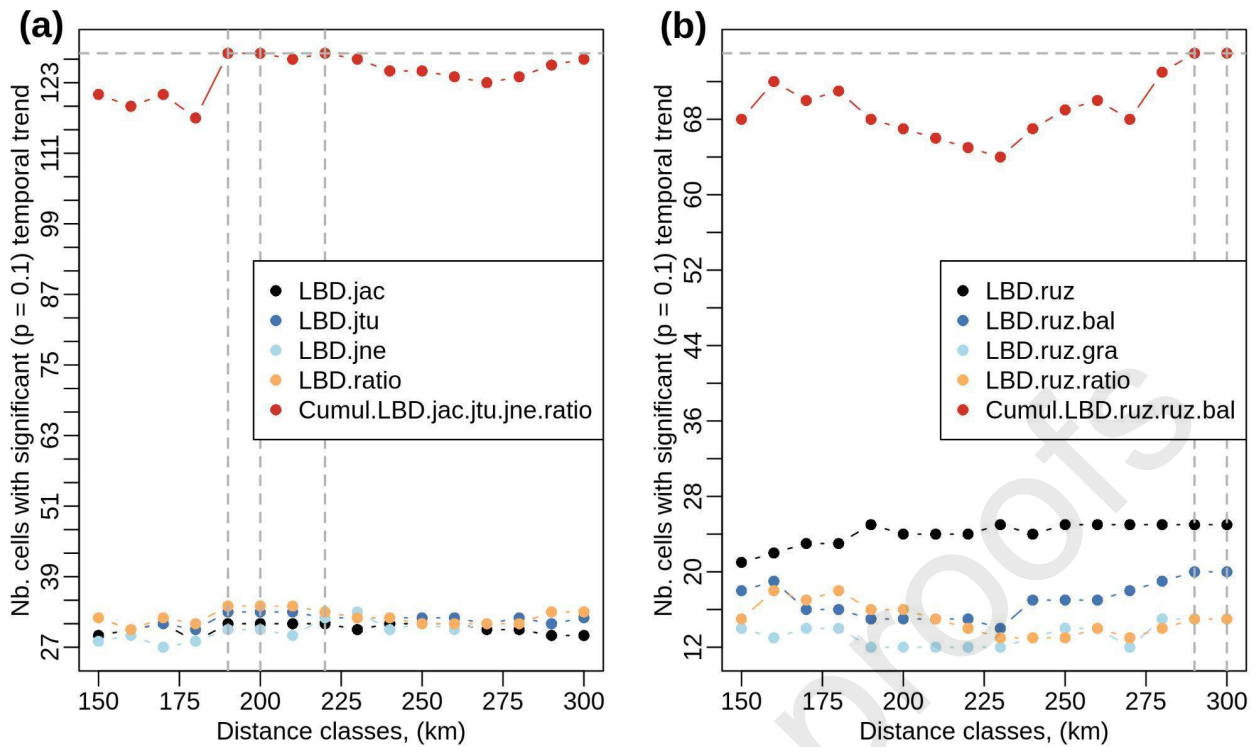 (a)
Nb. cells with significant (p = 0.1) temporal trend
123
111
99
87
75
63
51
39
27
LBD.jac
LBD.jtu
LBD.jne
LBD.ratio
Cumul.LBD.jac.jtu.jne.ratio
150 175 200 225 250 275 300
Distance classes, (km)
(b)
Nb. cells with significant (p = 0.1) temporal trend
68
60
52
44
36
28
20
12
LBD.ruz
LBD.ruz.bal
LBD.ruz.gra
LBD.ruz.ratio
Cumul.LBD.ruz.ruz.bal
150 175 200 225 250 275 300
Distance classes, (km)
proofs